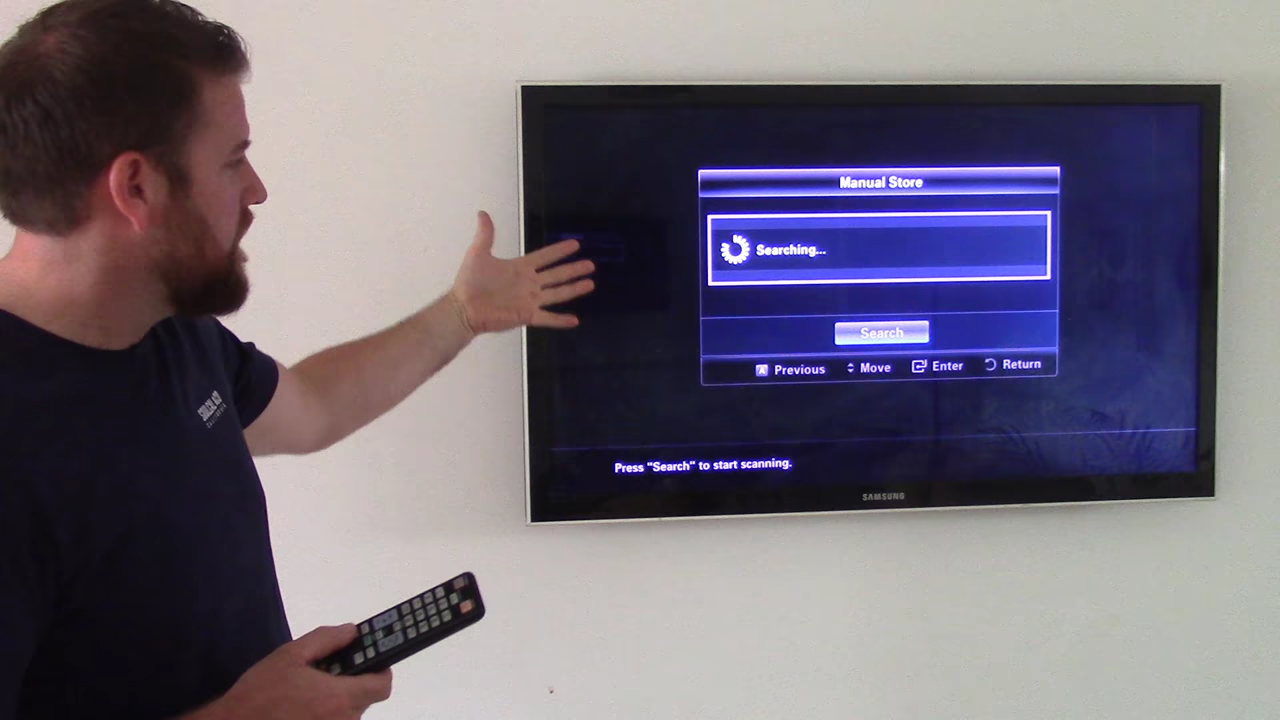 Manual Store
Searching...
Search
A Previous Move Enter Return
Press "Search" to start scanning.
SAMSUNG